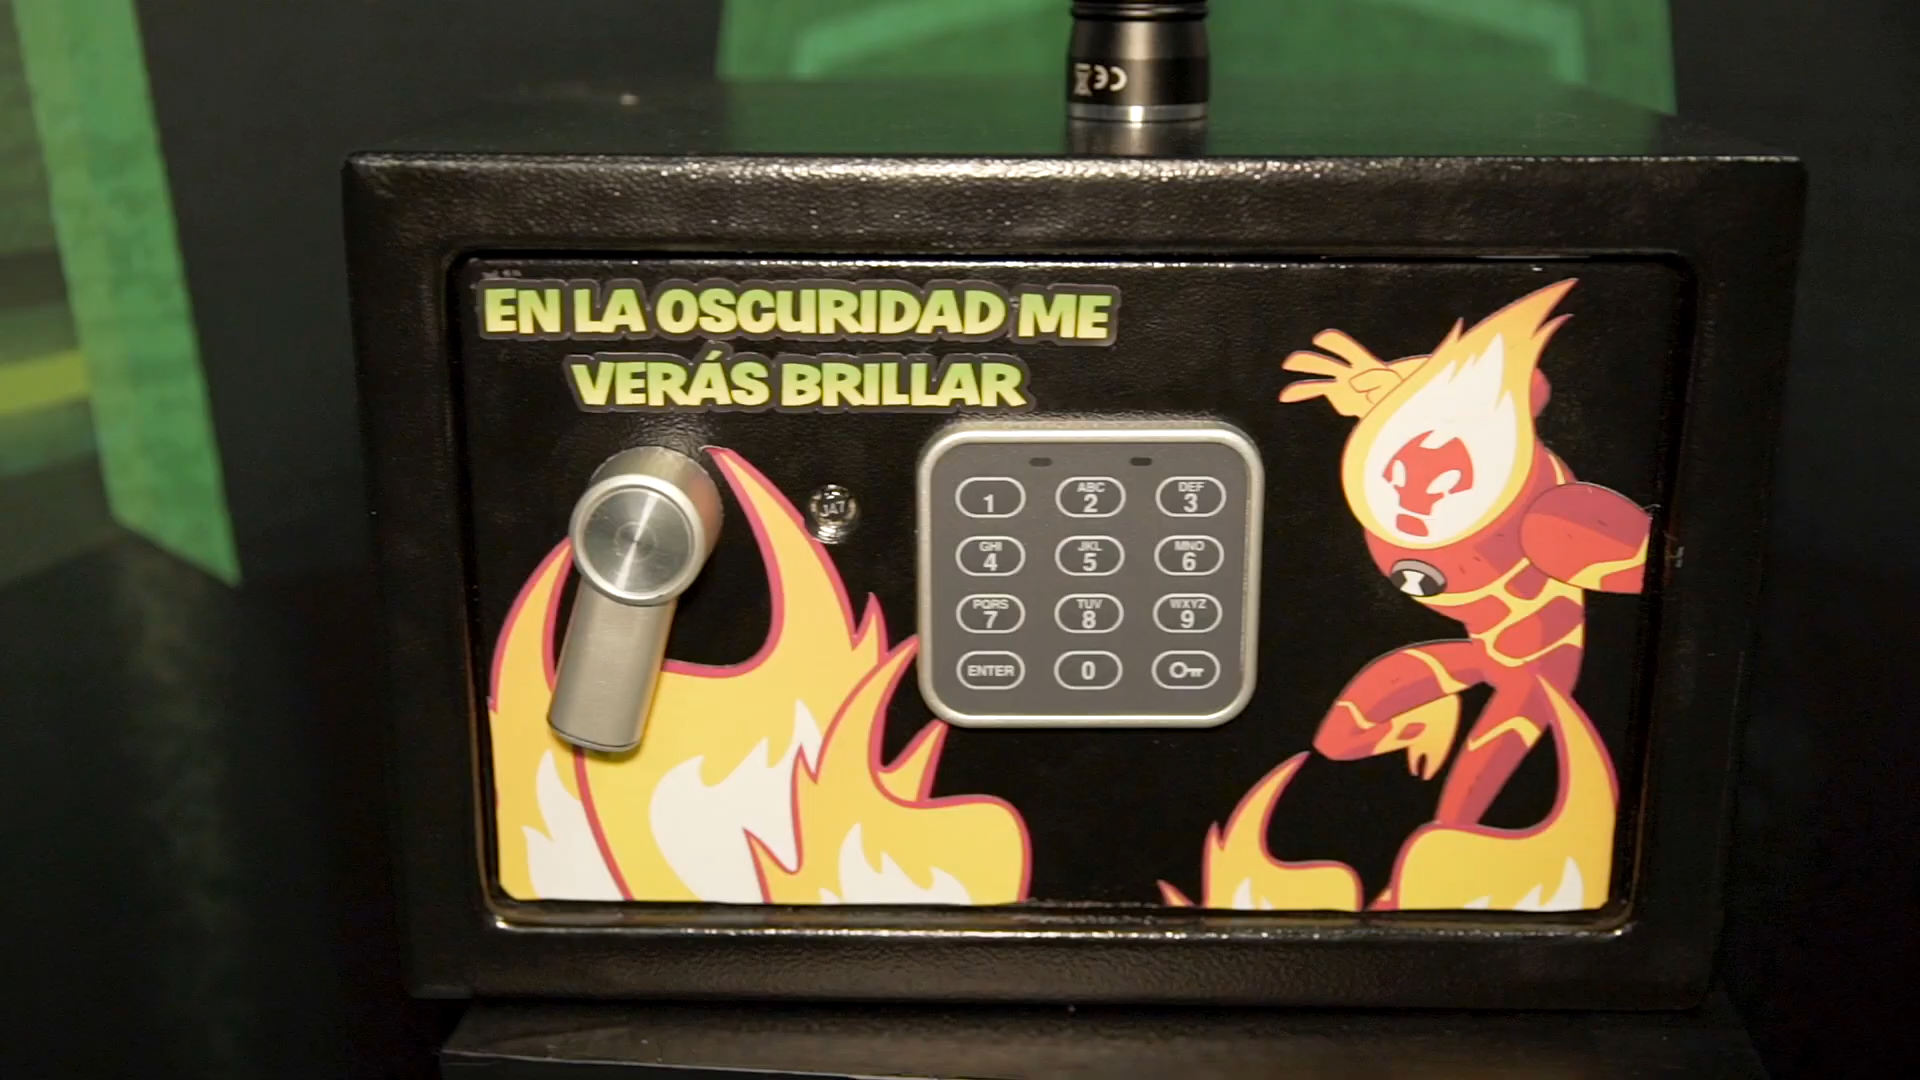 CE
EN LA OSCURIDAD ME
VERÁS BRILLAR
JAT
1 ABC 2 DEF 3
GHI 4 JKL 5 MNO 6
PQRS 7 TUV 8 WXYZ 9
ENTER 0